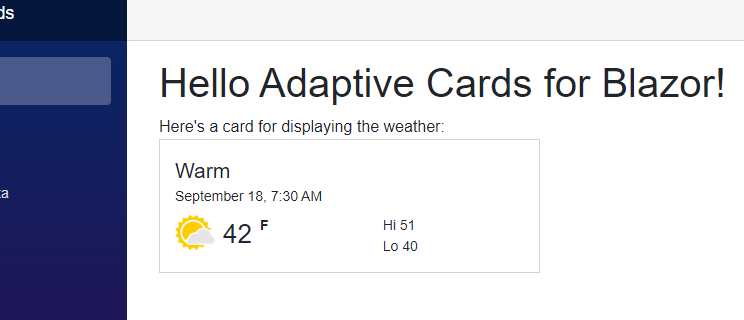 ds
Hello Adaptive Cards for Blazor!
Here's a card for displaying the weather:
Warm
September 18, 7:30 AM
42 F
Hi 51
Lo 40
ta